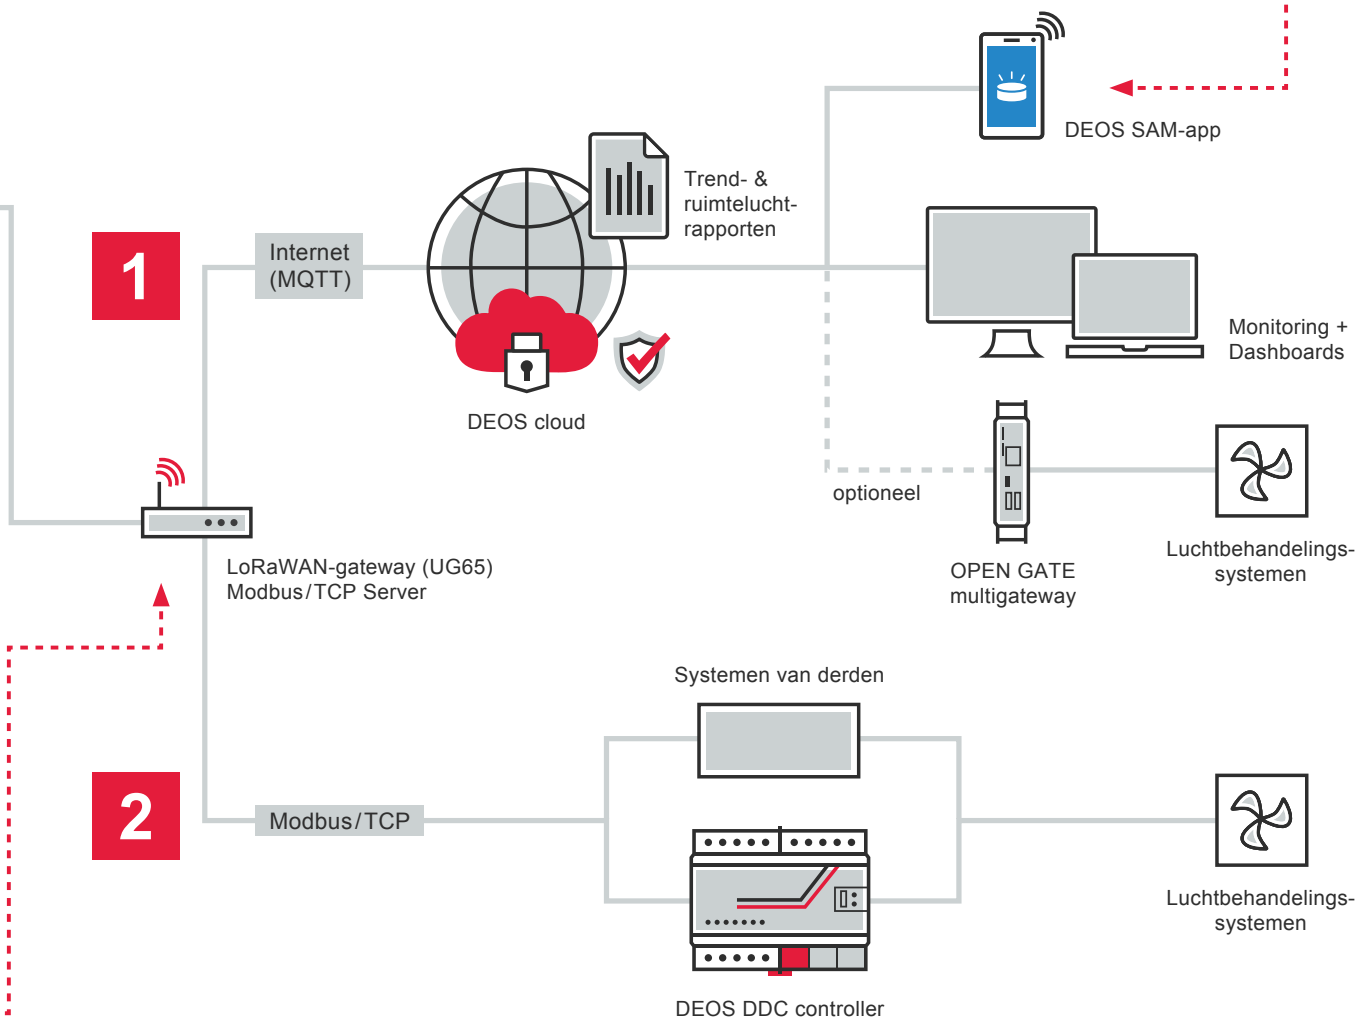 DEOS SAM-app
Trend- &
ruimtelucht-
rapporten
1
Internet
(MQTT)
Monitoring +
Dashboards
DEOS cloud
optioneel
LoRaWAN-gateway (UG65)
Modbus/TCP Server
OPEN GATE
multigateway
Luchtbehandelings-
systemen
Systemen van derden
2
Modbus/TCP
Luchtbehandelings-
systemen
DEOS DDC controller